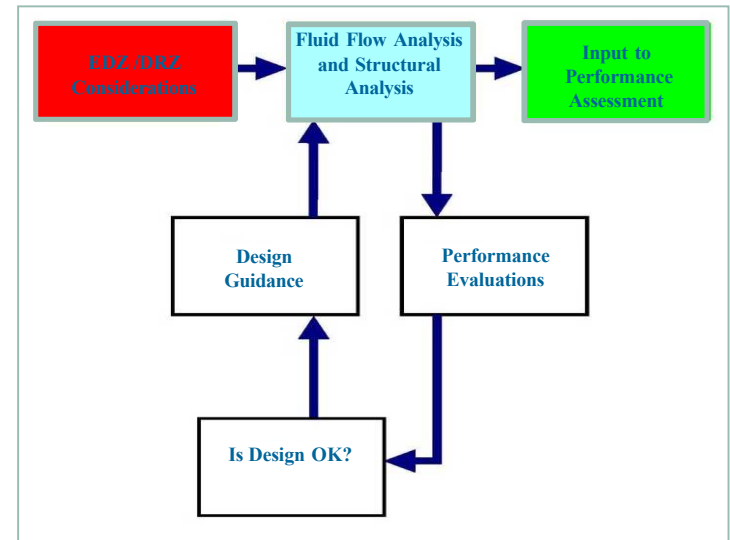 EDZ /DRZ
Considerations
Fluid Flow Analysis
and Structural
Analysis
Input to
Performance
Assessment
Design
Guidance
Performance
Evaluations
Is Design OK?